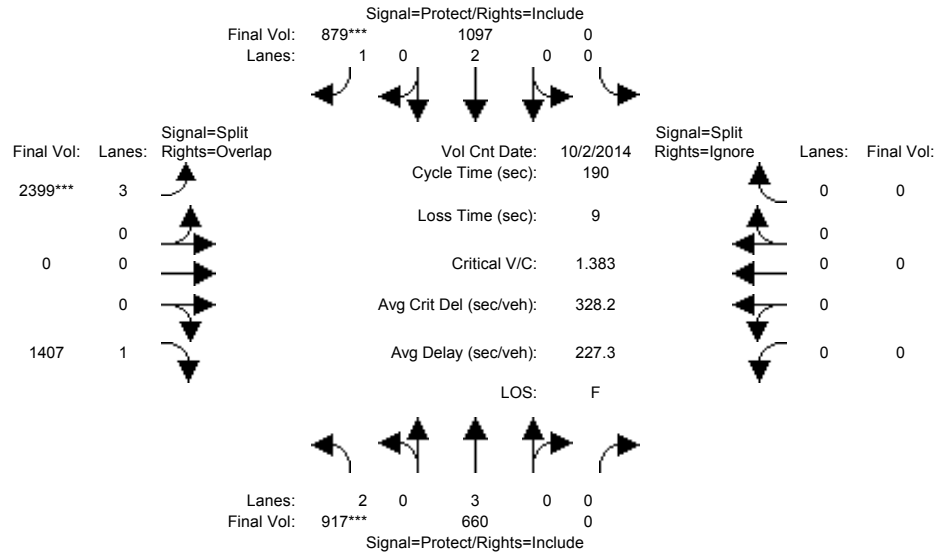 Signal=Protect/Rights=Include
Final Vol: 879*** 1097 0
Lanes: 1 0 2 0 0
Signal=Split
Final Vol: Lanes: Rights=Overlap
Vol Cnt Date: 10/2/2014
Signal=Split
Rights=Ignore Lanes: Final Vol:
Cycle Time (sec): 190
2399*** 3
0 0
Loss Time (sec): 9
0
0
0 0
Critical V/C: 1.383
0 0
0
Avg Crit Del (sec/veh): 328.2
0
1407 1
Avg Delay (sec/veh): 227.3
0 0
LOS: F
Lanes: 2 0 3 0 0
Final Vol: 917*** 660 0
Signal=Protect/Rights=Include